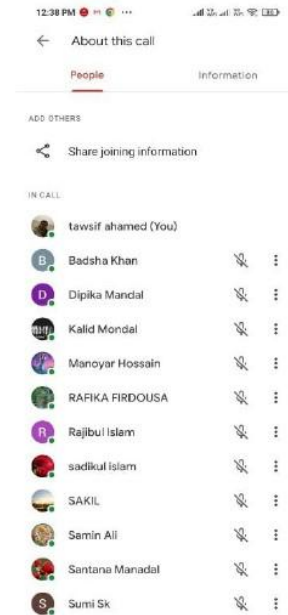 12:38 PM
About this call
People Information
ADD OTHERS
Share joining information
IN CALL
tawsif ahamed (You)
B Badsha Khan
D Dipika Mandal
Kalid Mondal
Manoyar Hossain
RAFIKA FIRDOUSA
R Rajibul Islam
sadikul islam
SAKIL
Samin Ali
Santana Manadal
S Sumi Sk